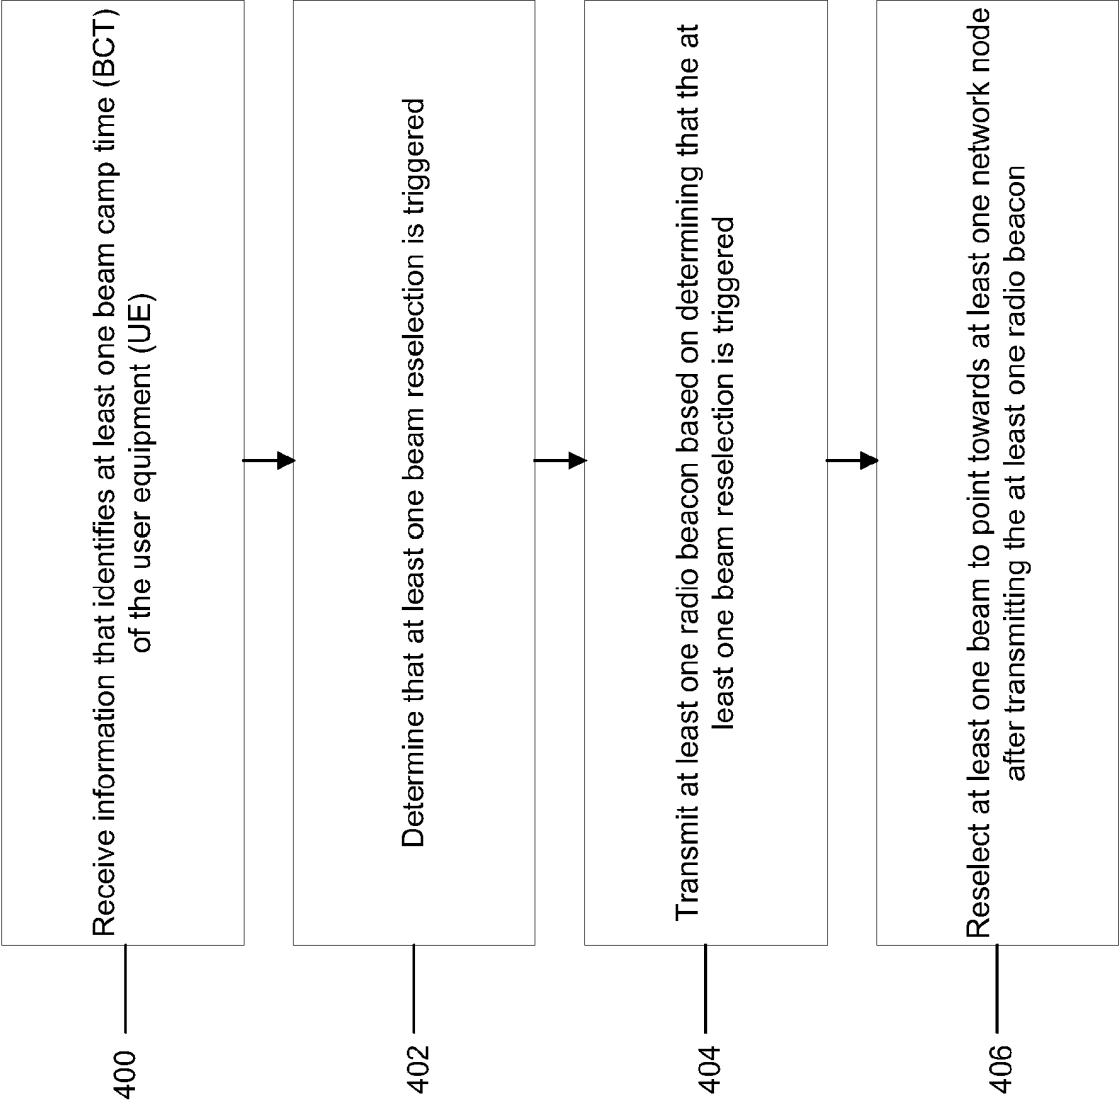 400
Receive information that identifies at least one beam camp time (BCT)
of the user equipment (UE)
402
Determine that at least one beam reselection is triggered
404
Transmit at least one radio beacon based on determining that the at
least one beam reselection is triggered
406
Reselect at least one beam to point towards at least one network node
after transmitting the at least one radio beacon